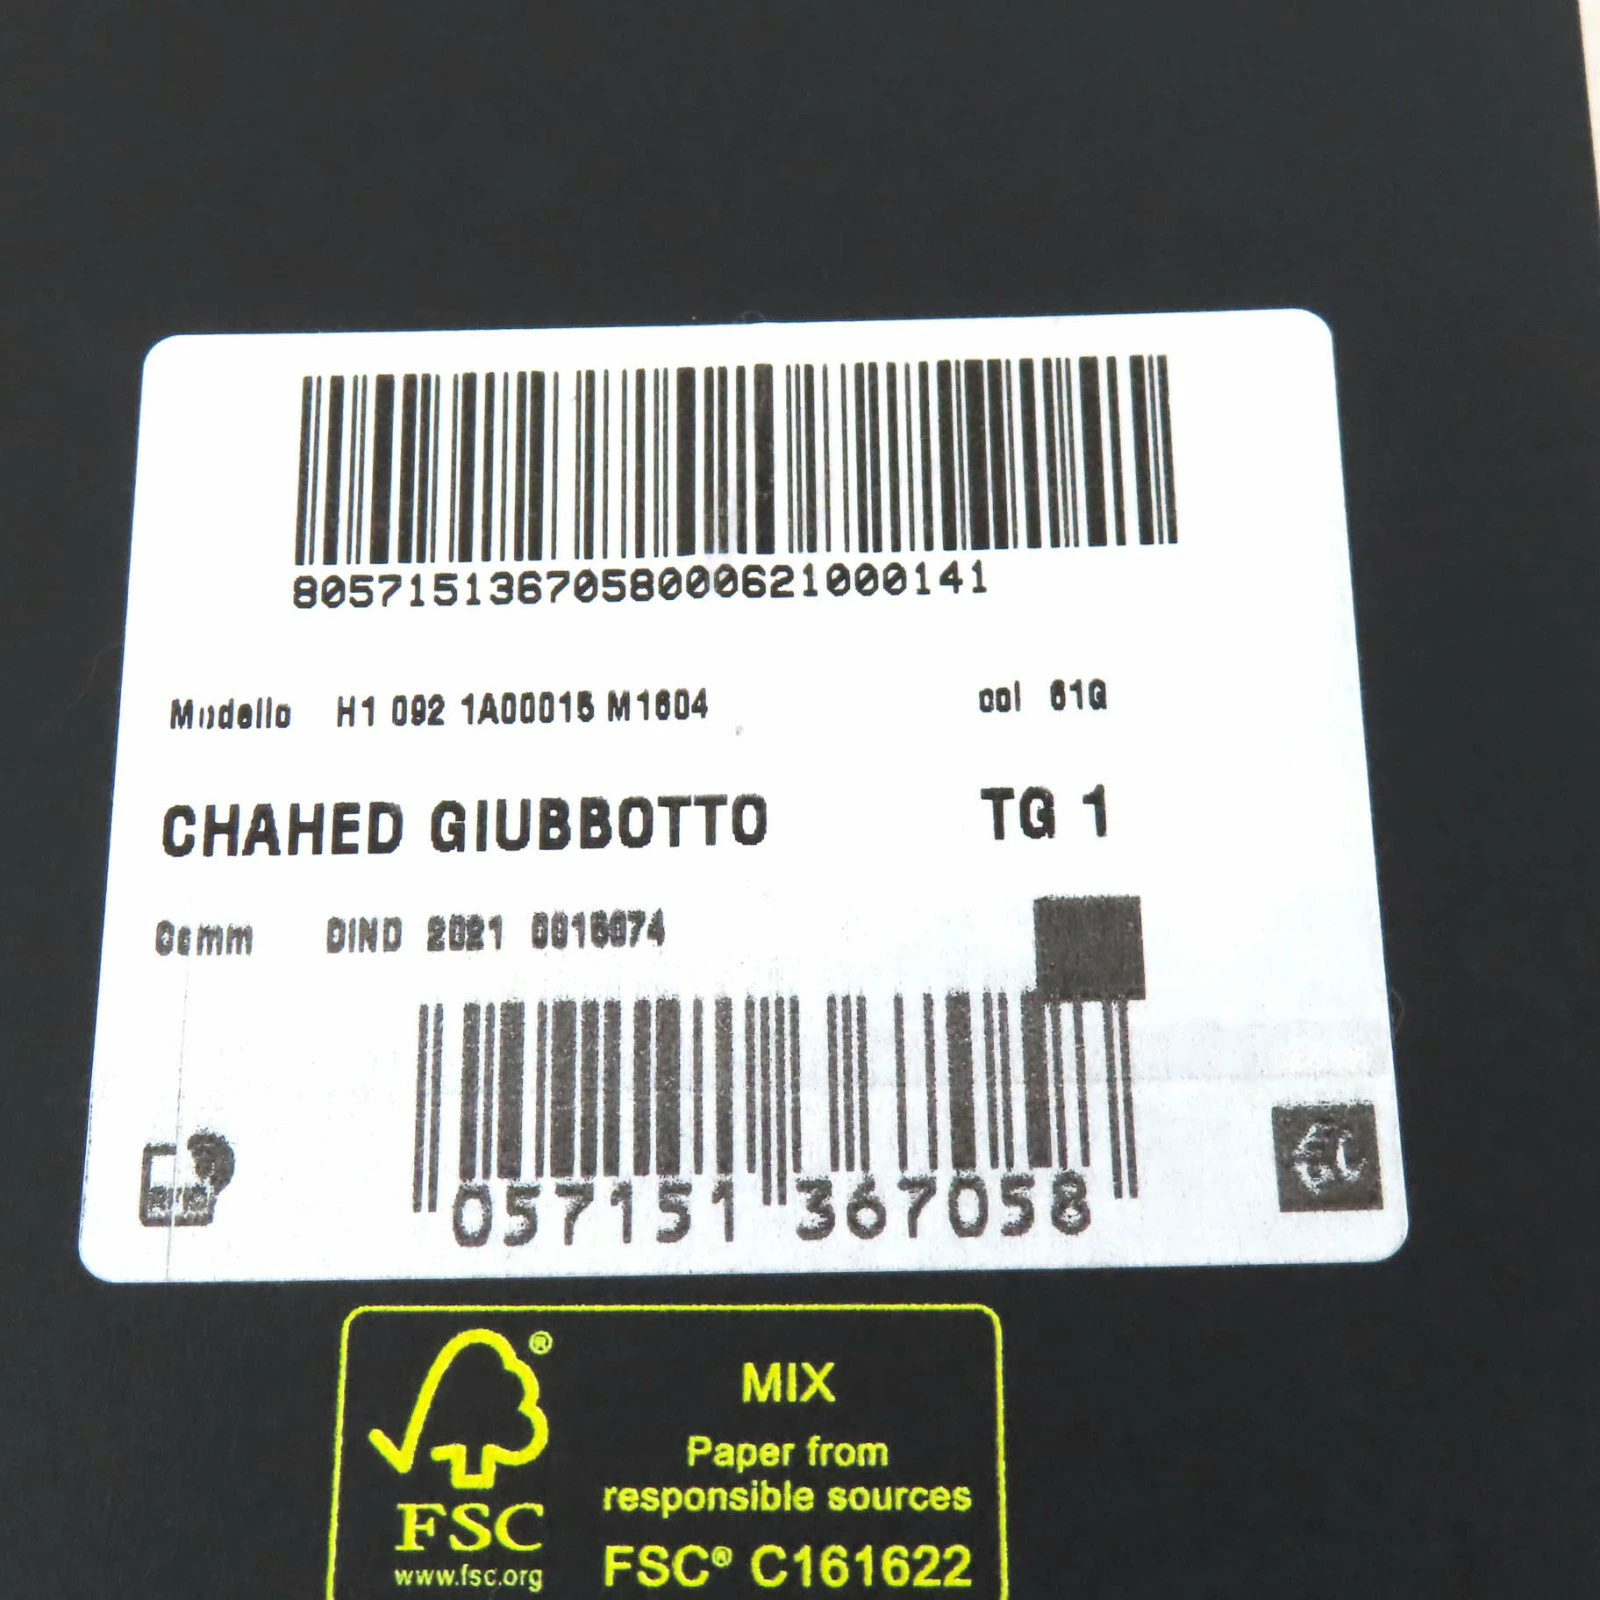 8057151367058000621000141
Modello H1 092 1A00015 M1604 col 61Q
CHAHED GIUBBOTTO TG 1
Comm DIND 2021
057151 367058
®
MIX
Paper from
responsible sources
FSC
www.fsc.org
FSC® C161622